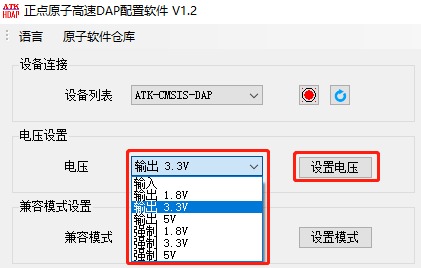 ATK
HDAP
正点原子高速DAP配置软件 V1.2
语言 原子软件仓库
设备连接
设备列表 ATK-CMSIS-DAP
电压设置
电压 输出 3.3V 设置电压
输入
输出 1.8V
输出 3.3V
输出 5V
强制 1.8V
强制 3.3V
强制 5V
兼容模式设置
兼容模式 设置模式